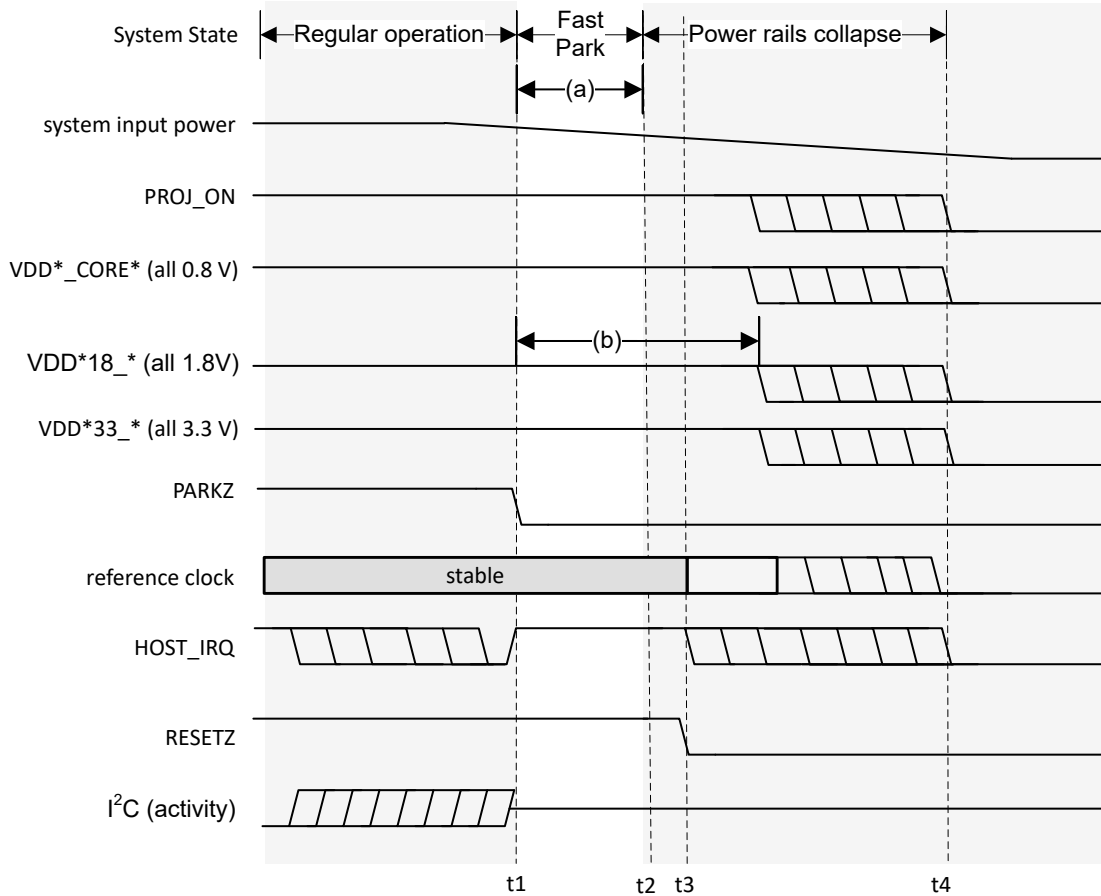 System State
Regular operation
Fast
Park
Power rails collapse
(a)
system input power
PROJ_ON
VDD*_CORE* (all 0.8 V)
(b)
VDD*18_* (all 1.8V)
VDD*33_* (all 3.3 V)
PARKZ
reference clock
stable
HOST_IRQ
RESETZ
I²C (activity)
t1
t2
t3
t4